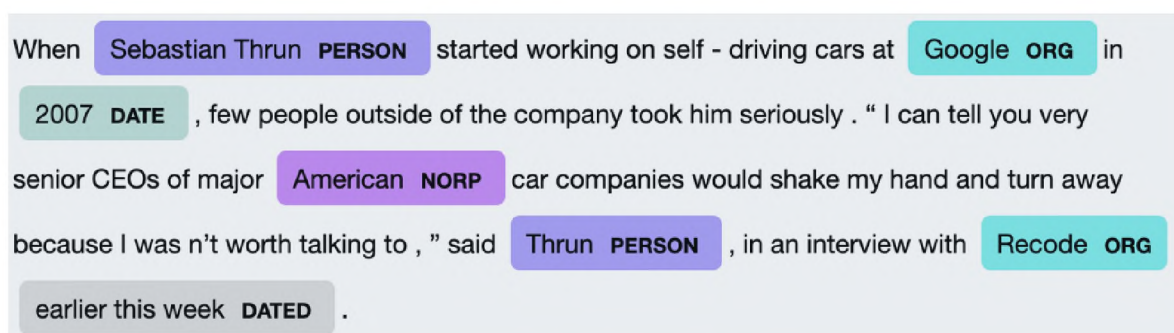 When Sebastian Thrun PERSON started working on self - driving cars at Google ORG in
2007 DATE , few people outside of the company took him seriously . “ I can tell you very
senior CEOs of major American NORP car companies would shake my hand and turn away
because I was n’t worth talking to , ” said Thrun PERSON , in an interview with Recode ORG
earlier this week DATED .